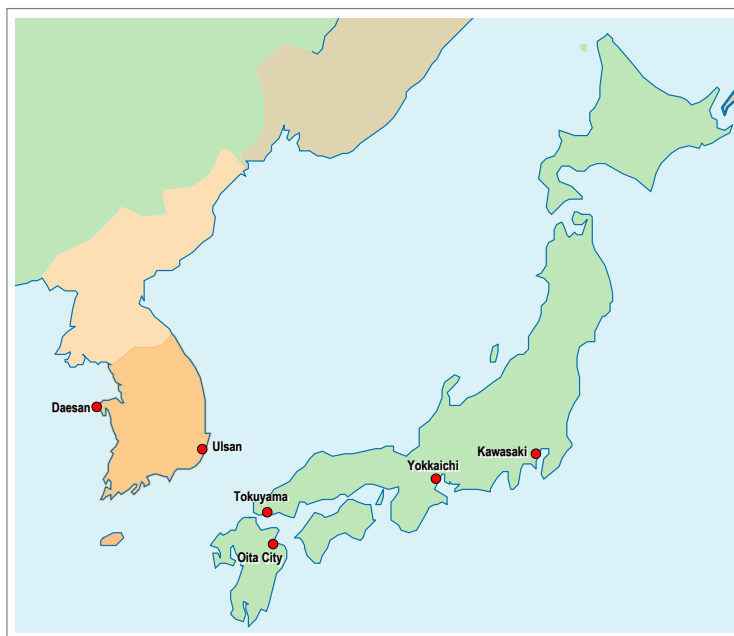 Daesan
Ulsan
Kawasaki
Yokkaichi
Tokuyama
Oita City